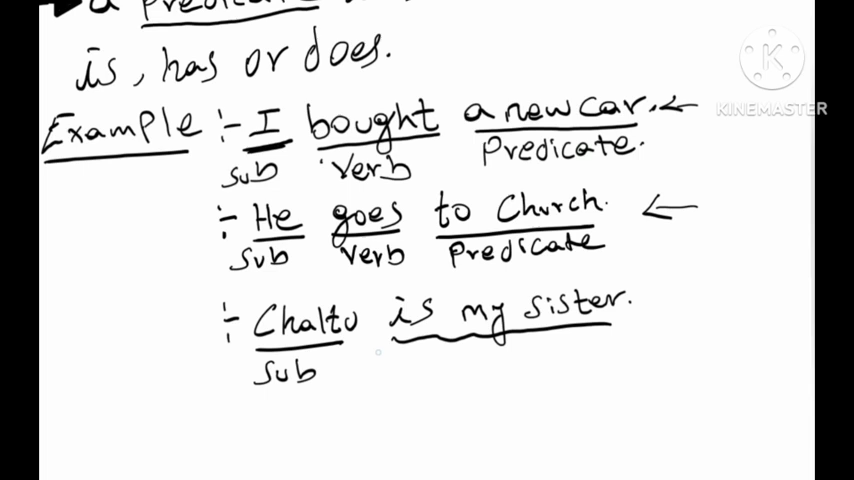 a Predicate
is, has or does.
Example :- I bought a new car. ←
sub verb Predicate.
:- He goes to Church. ←
sub verb predicate
:- Chaltu is my sister.
sub
K
KINEMASTER